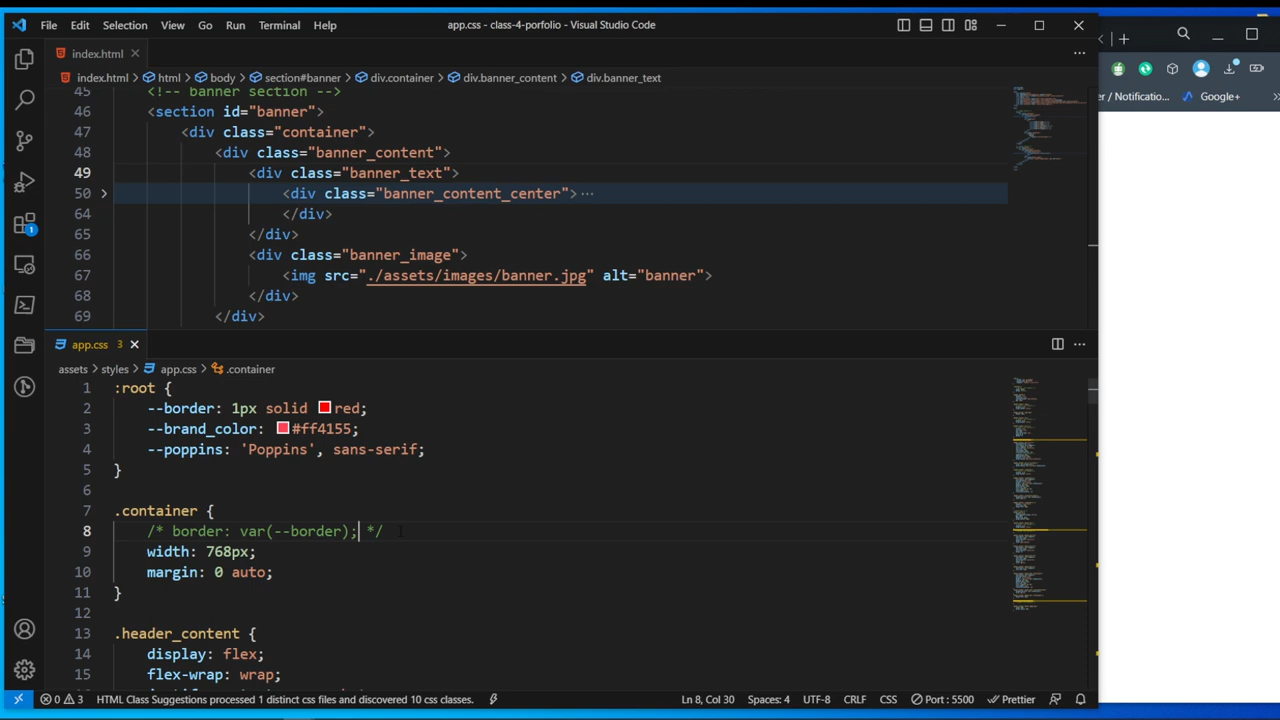 File Edit Selection View Go Run Terminal Help app.css - class-4-porfolio - Visual Studio Code
index.html
index.html html body section#banner div.container div.banner_content div.banner_text
45 <!-- banner section -->
46 <section id="banner">
47 <div class="container">
48 <div class="banner_content">
49 <div class="banner_text">
50 <div class="banner_content_center"> ...
64 </div>
65 </div>
66 <div class="banner_image">
67 <img src="./assets/images/banner.jpg" alt="banner">
68 </div>
69 </div>
app.css 3
assets styles app.css .container
1 :root {
2 --border: 1px solid red;
3 --brand_color: #ff4155;
4 --poppins: 'Poppins', sans-serif;
5 }
6
7 .container {
8 /* border: var(--border); */
9 width: 768px;
10 margin: 0 auto;
11 }
12
13 .header_content {
14 display: flex;
15 flex-wrap: wrap;
0 3 HTML Class Suggestions processed 1 distinct css files and discovered 10 css classes. Ln 8, Col 30 Spaces: 4 UTF-8 CRLF CSS Port : 5500 Prettier
1
/ Notificatio... Google+